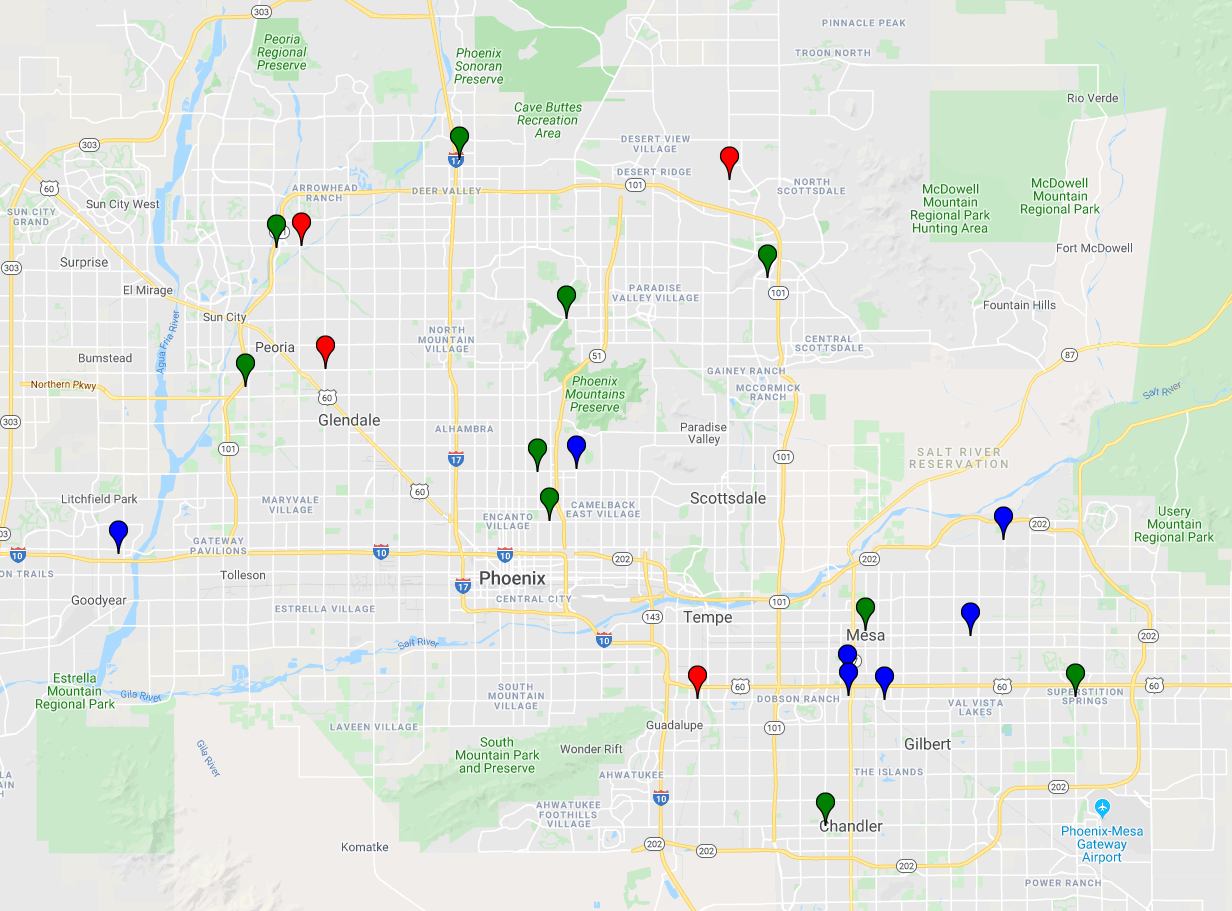 303
PINNACLE PEAK
Peoria
Regional
Preserve
Phoenix
Sonoran
Preserve
TROON NORTH
Rio Verde
Cave Buttes
Recreation
Area
303
DESERT VIEW
VILLAGE
17
DESERT RIDGE
60
ARROWHEAD
RANCH
DEER VALLEY
101
NORTH
SCOTTSDALE
McDowell
Mountain
Regional Park
Hunting Area
McDowell
Mountain
Regional Park
Sun City West
SUN CITY
GRAND
Fort McDowell
Surprise
303
El Mirage
PARADISE
VALLEY VILLAGE
101
Fountain Hills
Sun City
Agua Fria River
NORTH
MOUNTAIN
VILLAGE
CENTRAL
SCOTTSDALE
Peoria
Bumstead
51
87
GAINEY RANCH
Northern Pkwy
60
Phoenix
Mountains
Preserve
MCCORMICK
RANCH
Salt River
303
Glendale
ALHAMBRA
Paradise
Valley
101
17
101
SALT RIVER
RESERVATION
60
Litchfield Park
MARYVALE
VILLAGE
Scottsdale
ENCANTO
VILLAGE
CAMELBACK
EAST VILLAGE
202
Usery
Mountain
Regional Park
03
10
GATEWAY
PAVILIONS
10
10
202
202
ON TRAILS
Tolleson
Phoenix
17
Goodyear
ESTRELLA VILLAGE
CENTRAL CITY
101
143
Tempe
10
Mesa
202
Salt River
Estrella
Mountain
Regional Park
Gila River
SOUTH
MOUNTAIN
VILLAGE
60
60
60
DOBSON RANCH
VAL VISTA
LAKES
SUPERSTITION
SPRINGS
LAVEEN VILLAGE
Guadalupe
101
Gila River
South
Mountain Park
and Preserve
Wonder Rift
Gilbert
AHWATUKEE
THE ISLANDS
10
202
AHWATUKEE
FOOTHILLS
VILLAGE
Chandler
Phoenix-Mesa
Gateway
Airport
Komatke
202
202
202
POWER RANCH